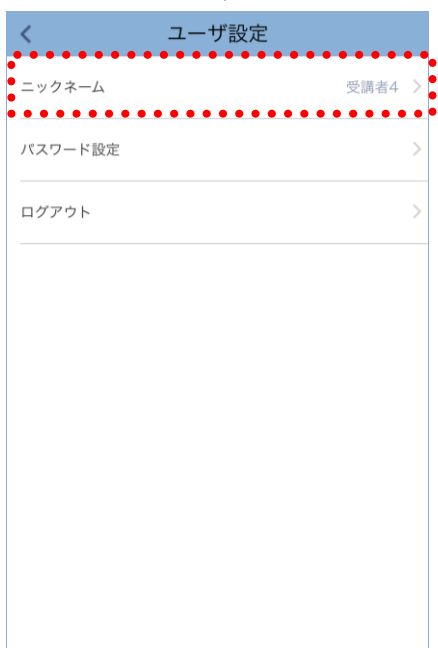 ユーザ設定
ニックネーム 受講者4
パスワード設定
ログアウト